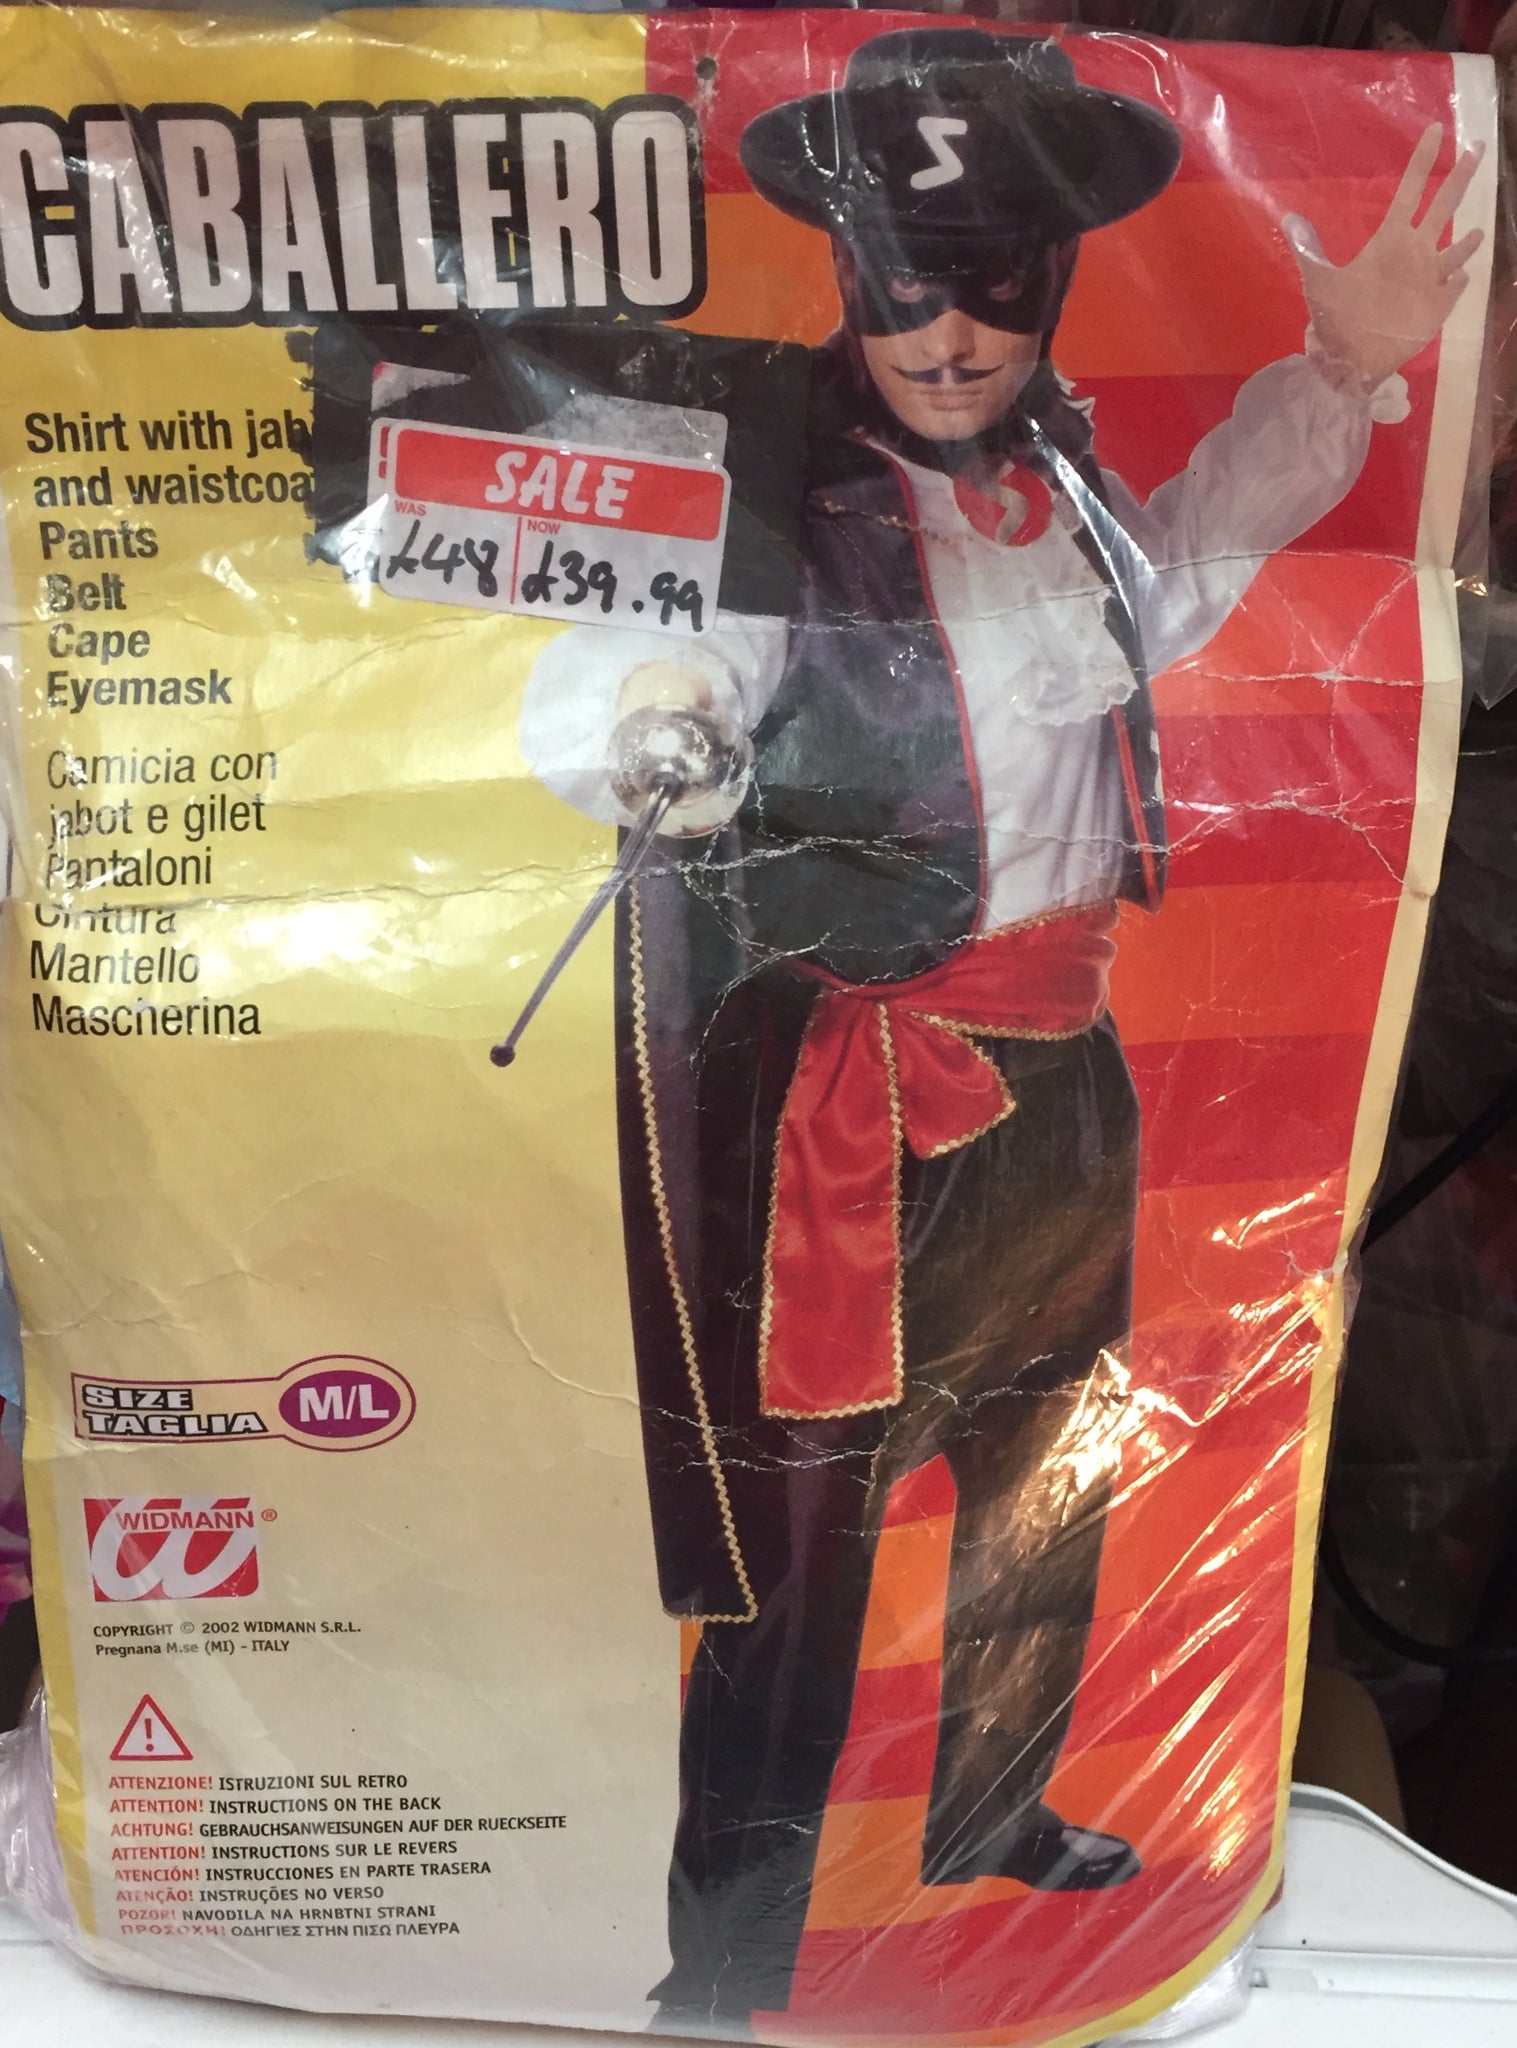 CABALLERO
Shirt with jab
and waistcoa
Pants
Belt
Cape
Eyemask
SALE
WAS
NOW
£48
£39.99
Camicia con
jabot e gilet
Pantaloni
Cintura
Mantello
Mascherina
SIZE
TAGLIA
M/L
WIDMANN ®
COPYRIGHT © 2002 WIDMANN S.R.L.
Pregnana M.se (MI) - ITALY
ATTENZIONE! ISTRUZIONI SUL RETRO
ATTENTION! INSTRUCTIONS ON THE BACK
ACHTUNG! GEBRAUCHSANWEISUNGEN AUF DER RUECKSEITE
ATTENTION! INSTRUCTIONS SUR LE REVERS
ATENCIÓN! INSTRUCCIONES EN PARTE TRASERA
ATENÇÃO! INSTRUÇÕES NO VERSO
POZOR! NAVODILA NA HRNBTNI STRANI
ΠΡΟΣΟΧΗ! ΟΔΗΓΙΕΣ ΣΤΗΝ ΠΙΣΩ ΠΛΕΥΡΑ